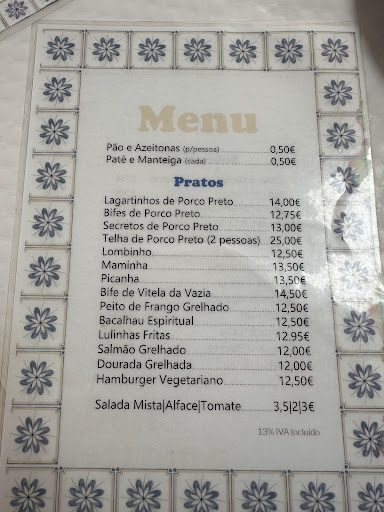 Menu
Pão e Azeitonas (p/pessoa) 0,50€
Patê e Manteiga (cada) 0,50€
Pratos
Lagartinhos de Porco Preto 14,00€
Bifes de Porco Preto 12,75€
Secretos de Porco Preto 13,00€
Telha de Porco Preto (2 pessoas) 25,00€
Lombinho 12,50€
Maminha 13,50€
Picanha 13,50€
Bife de Vitela da Vazia 14,50€
Peito de Frango Grelhado 12,50€
Bacalhau Espiritual 12,50€
Lulinhas Fritas 12.95€
Salmão Grelhado 12,00€
Dourada Grelhada 12,00€
Hamburger Vegetariano 12,50€
Salada Mista|Alface|Tomate 3,5|2|3€
13% IVA Incluído